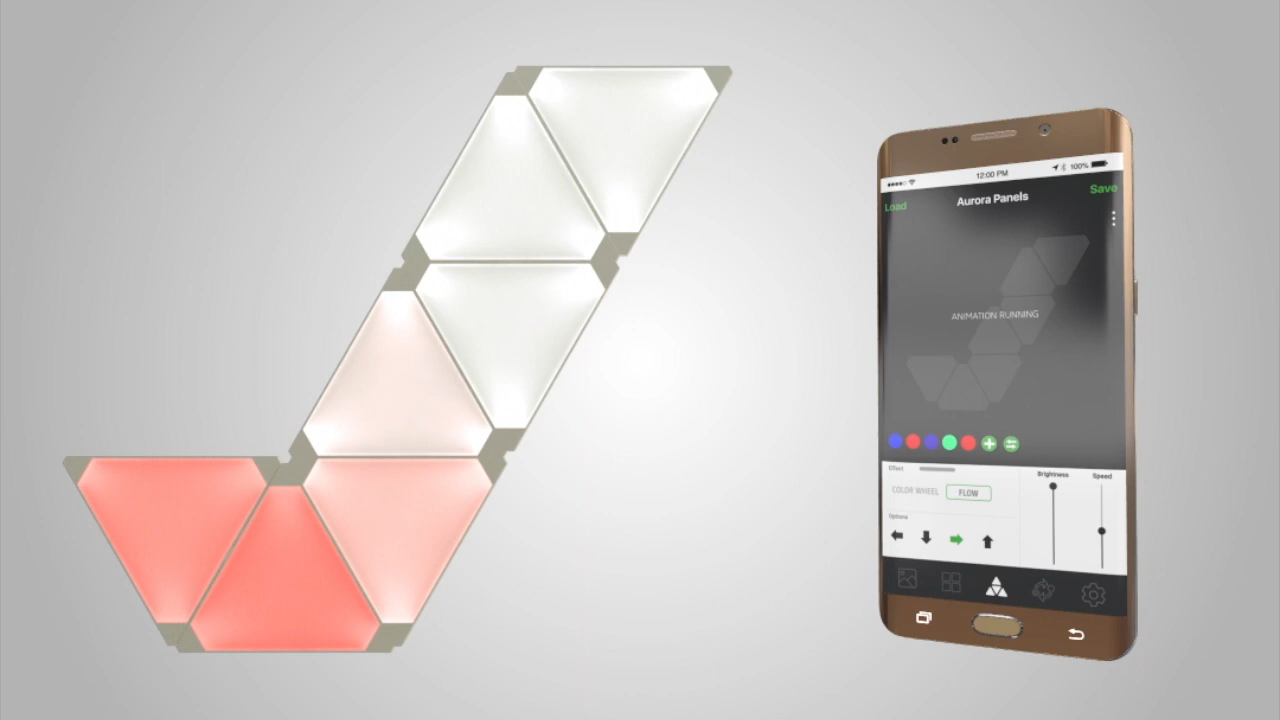 12:00 PM
100%
Load
Aurora Panels
Save
ANIMATION RUNNING
Effect
COLOR WHEEL
FLOW
Brightness
Speed
Options